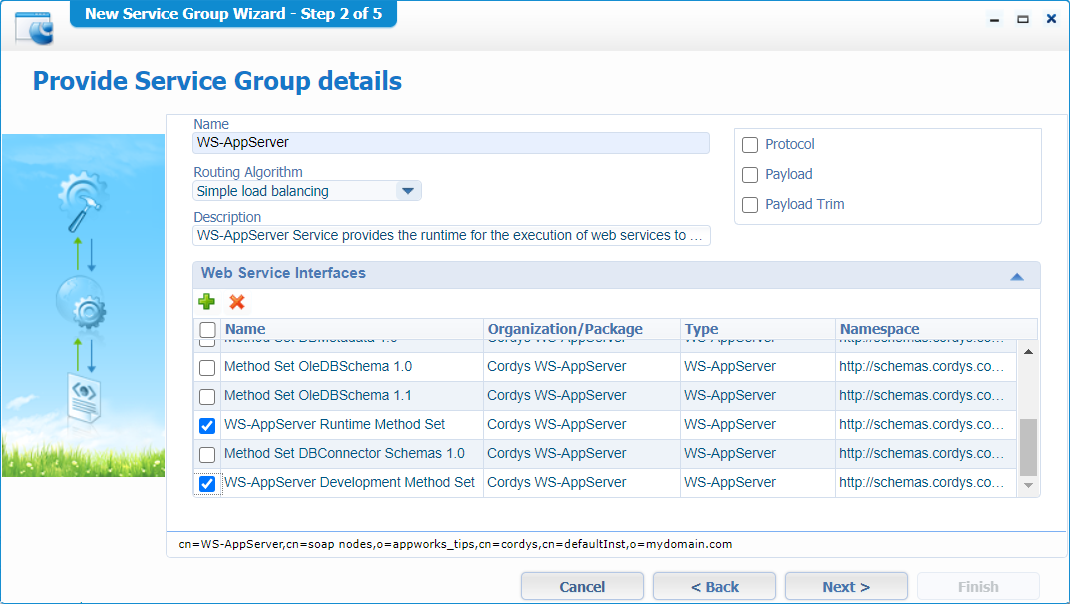 New Service Group Wizard - Step 2 of 5
Provide Service Group details
Name
WS-AppServer
Routing Algorithm
Simple load balancing
Description
WS-AppServer Service provides the runtime for the execution of web services to ...
Protocol
Payload
Payload Trim
Web Service Interfaces
Name Organization/Package Type Namespace
Method Set DBMetadata 1.0 Cordys WS-AppServer WS-AppServer http://schemas.cordys.co...
Method Set OleDBSchema 1.0 Cordys WS-AppServer WS-AppServer http://schemas.cordys.co...
Method Set OleDBSchema 1.1 Cordys WS-AppServer WS-AppServer http://schemas.cordys.co...
WS-AppServer Runtime Method Set Cordys WS-AppServer WS-AppServer http://schemas.cordys.co...
Method Set DBConnector Schemas 1.0 Cordys WS-AppServer WS-AppServer http://schemas.cordys.co...
WS-AppServer Development Method Set Cordys WS-AppServer WS-AppServer http://schemas.cordys.co...
cn=WS-AppServer,cn=soap nodes,o=appworks_tips,cn=cordys,cn=defaultInst,o=mydomain.com
Cancel < Back Next > Finish